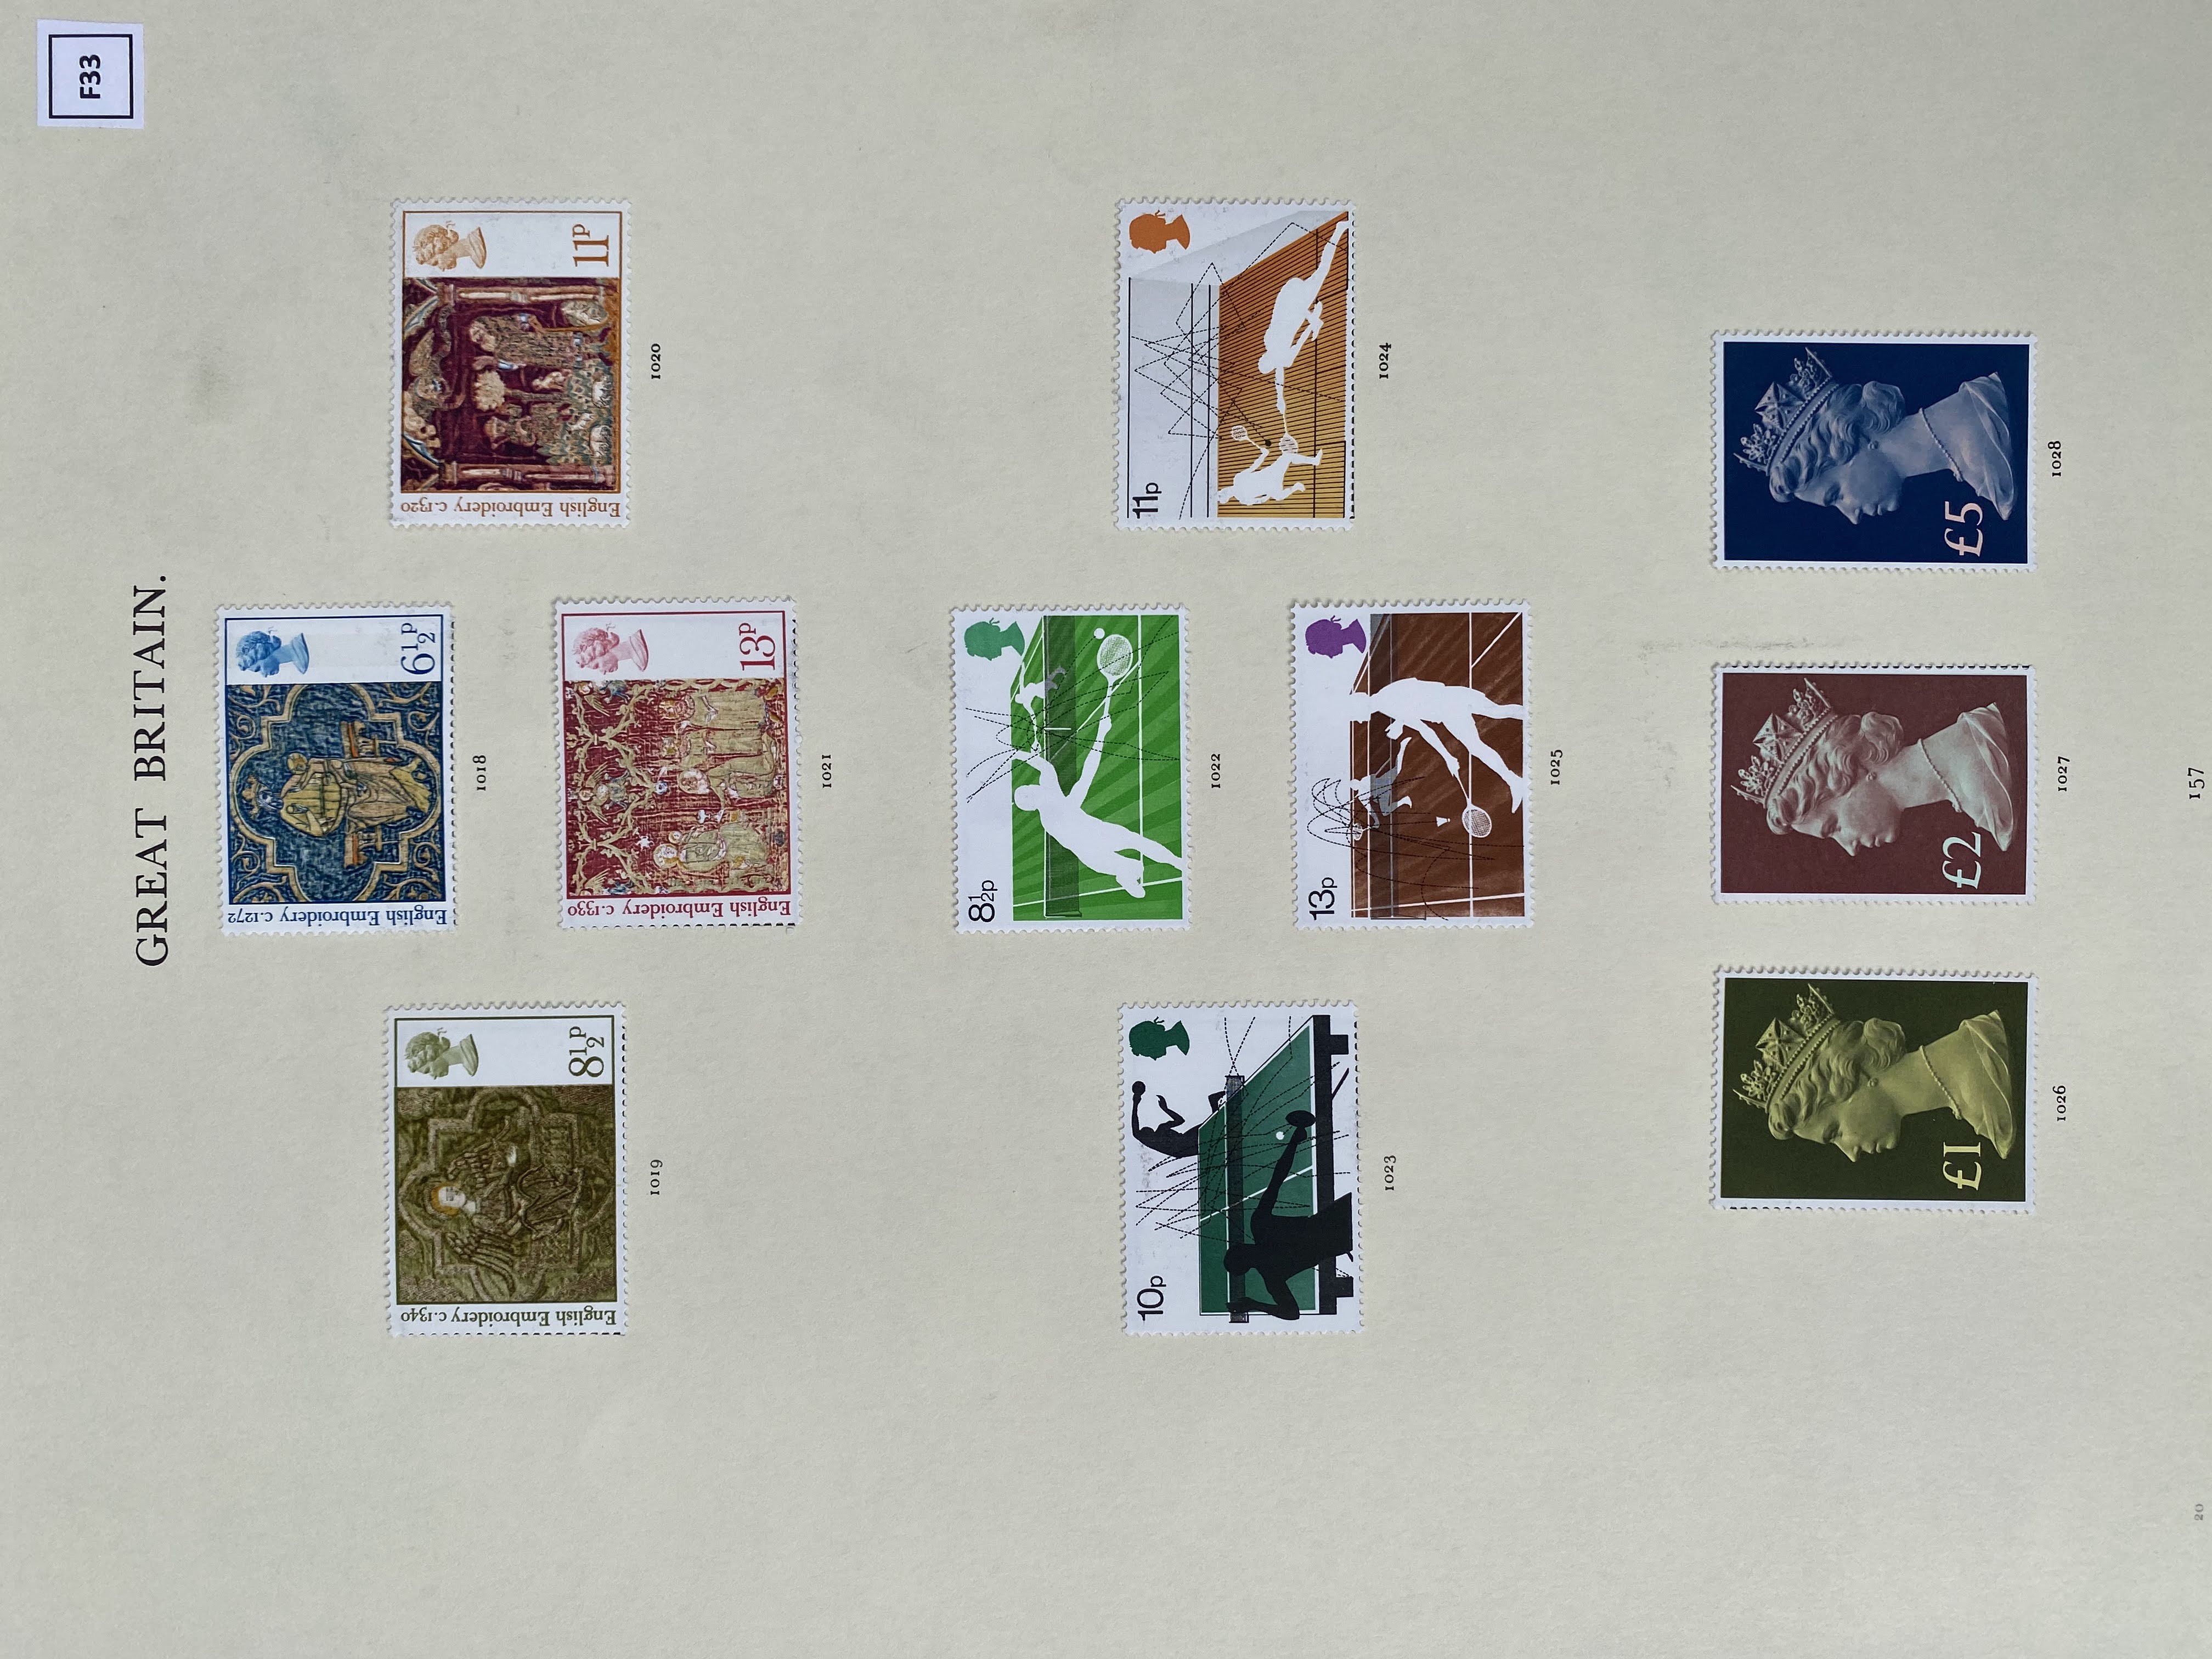 F33
GREAT BRITAIN.
English Embroidery c.1272
6½P
1018
English Embroidery c.1340
8½P
1019
English Embroidery c.1320
11P
1020
English Embroidery c.1330
13P
1021
8½p
1022
10p
1023
11p
1024
13p
1025
£1
1026
£2
1027
£5
1028
20
157